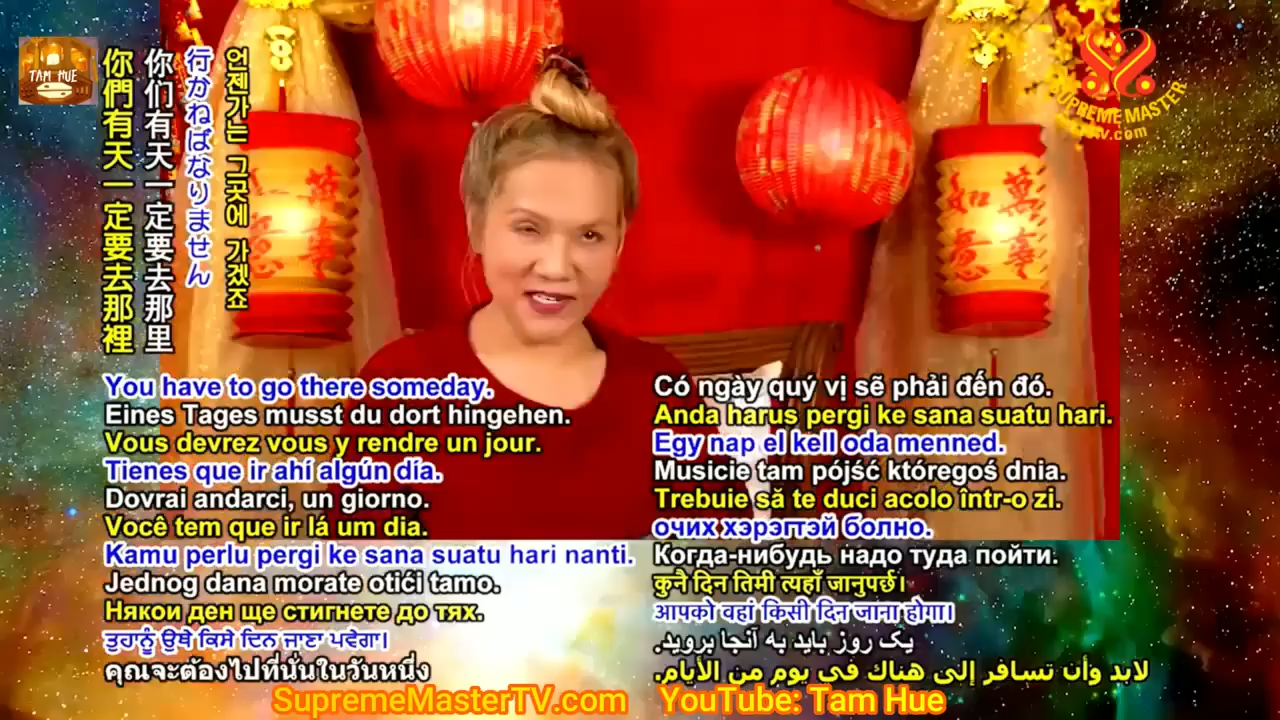 TAM HUE
你們有天一定要去那裡
你们有天一定要去那里
行かねばなりません
언젠가는 그곳에 가겠죠
萬喜
如意
SUPREME MASTER
You have to go there someday.
Eines Tages musst du dort hingehen.
Vous devrez vous y rendre un jour.
Tienes que ir ahí algún día.
Dovrai andarci, un giorno.
Você tem que ir lá um dia.
Kamu perlu pergi ke sana suatu hari nanti.
Jednog dana morate otići tamo.
Някои ден ще стигнете до тях.
ਤੁਹਾਨੂੰ ਉਥੇ ਕਿਸੇ ਦਿਨ ਜਾਣਾ ਪਵੇਗਾ।
คุณจะต้องไปที่นั่นในวันหนึ่ง
Có ngày quý vị sẽ phải đến đó.
Anda harus pergi ke sana suatu hari.
Egy nap el kell oda menned.
Musicie tam pójść któregoś dnia.
Trebuie să te duci acolo într-o zi.
очих хэрэгтэй болно.
Когда-нибудь надо туда пойти.
कुनै दिन तिमी त्यहाँ जानुपर्छ।
आपको वहां किसी दिन जाना होगा।
یک روز باید به آنجا بروید.
لابد وأن تسافر إلى هناك في يوم من الأيام.
SupremeMasterTV.com YouTube: Tam Hue